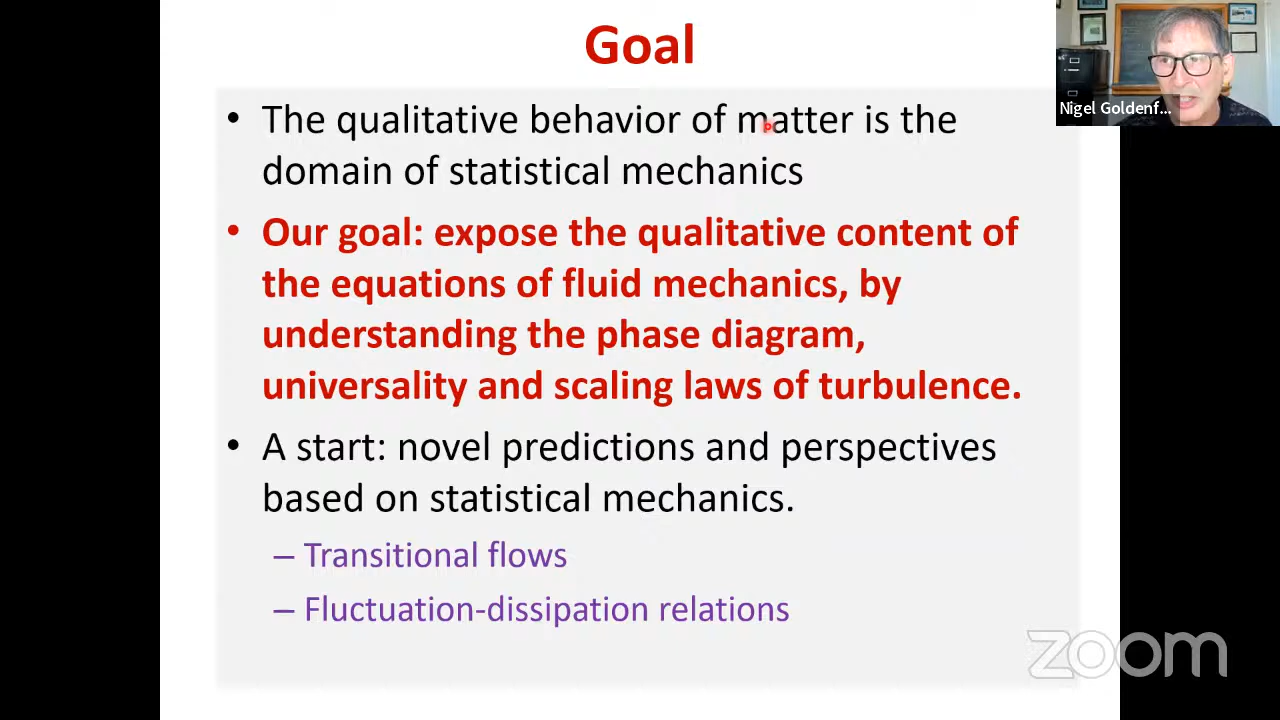 Goal
• The qualitative behavior of matter is the
domain of statistical mechanics
• Our goal: expose the qualitative content of
the equations of fluid mechanics, by
understanding the phase diagram,
universality and scaling laws of turbulence.
• A start: novel predictions and perspectives
based on statistical mechanics.
– Transitional flows
– Fluctuation-dissipation relations
Nigel Goldenf...
zoom